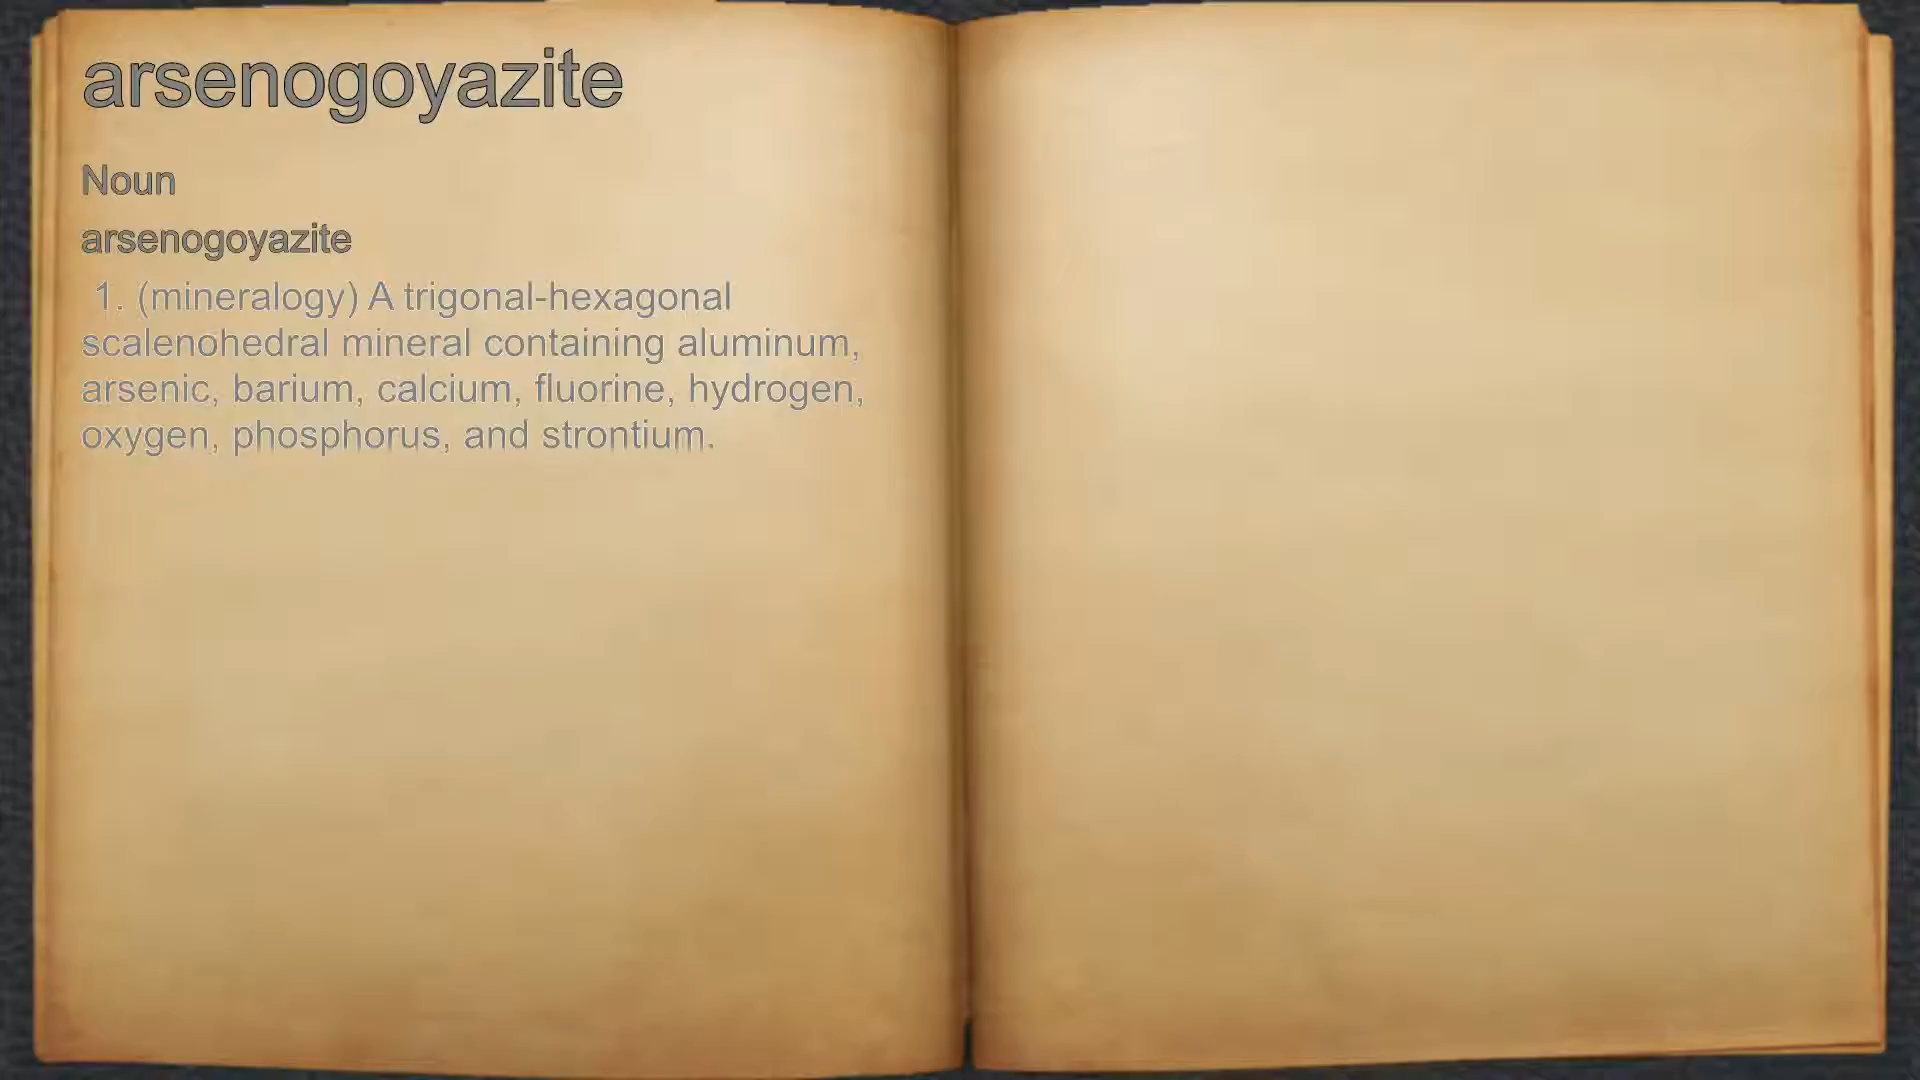 arsenogoyazite
Noun
arsenogoyazite
1. (mineralogy) A trigonal-hexagonal
scalenohedral mineral containing aluminum,
arsenic, barium, calcium, fluorine, hydrogen,
oxygen, phosphorus, and strontium.